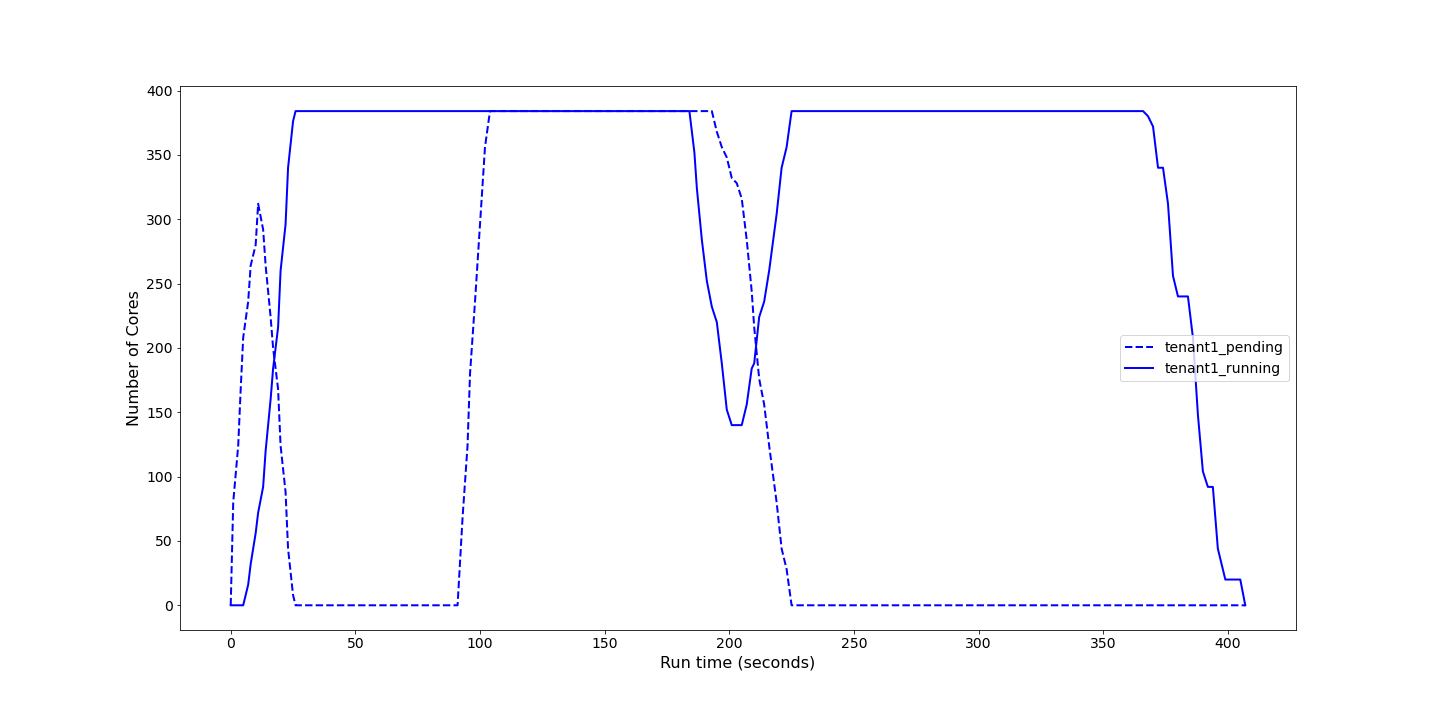 400
350
300
250
200
150
100
50
0
Number of Cores
tenant1_pending
tenant1_running
0 50 100 150 200 250 300 350 400
Run time (seconds)